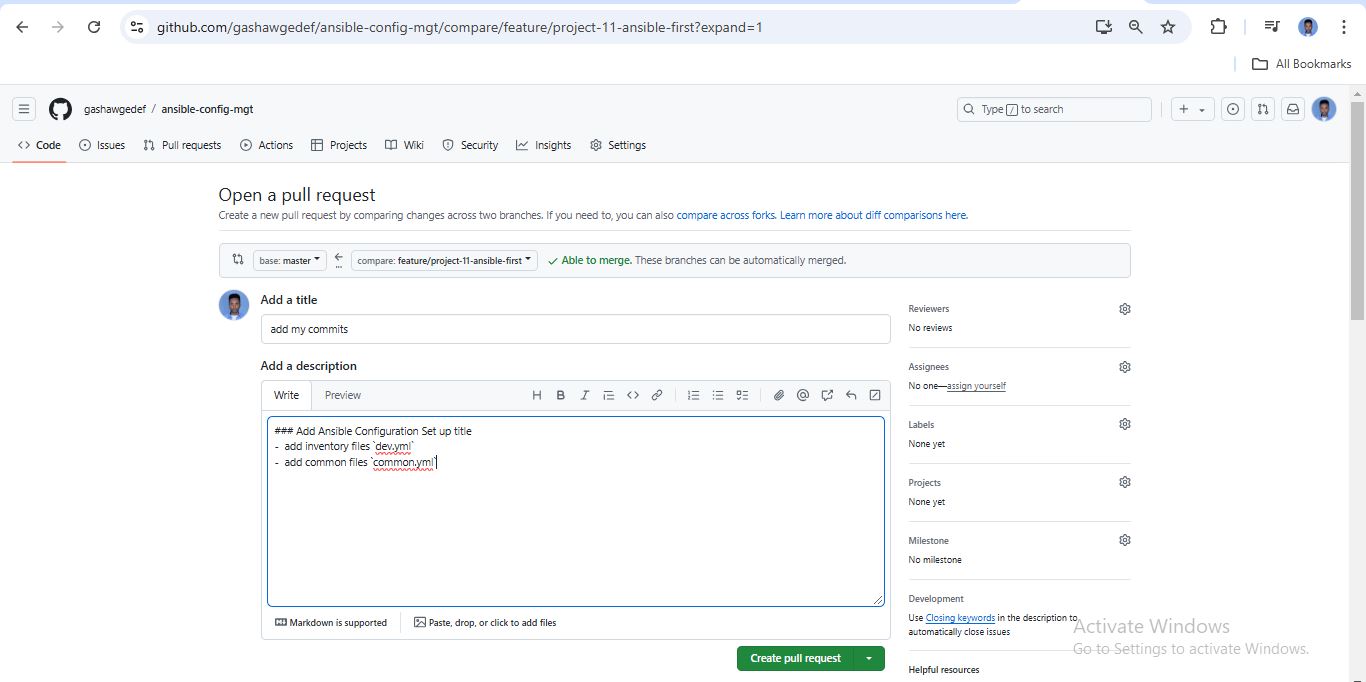 github.com/gashawgedef/ansible-config-mgt/compare/feature/project-11-ansible-first?expand=1
All Bookmarks
gashawgedef / ansible-config-mgt
Type / to search
<> Code Issues Pull requests Actions Projects Wiki Security Insights Settings
Open a pull request
Create a new pull request by comparing changes across two branches. If you need to, you can also compare across forks. Learn more about diff comparisons here.
base: master compare: feature/project-11-ansible-first Able to merge. These branches can be automatically merged.
Add a title
add my commits
Add a description
Write Preview
### Add Ansible Configuration Set up title
- add inventory files `dev.yml`
- add common files `common.yml`
Markdown is supported Paste, drop, or click to add files
Create pull request
Reviewers
No reviews
Assignees
No one—assign yourself
Labels
None yet
Projects
None yet
Milestone
No milestone
Development
Use Closing keywords in the description to
automatically close issues
Helpful resources
Activate Windows
Go to Settings to activate Windows.